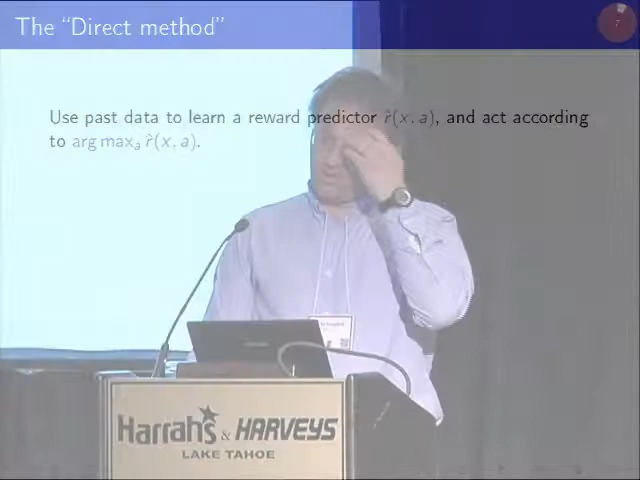 The “Direct method”
7
Use past data to learn a reward predictor r̂(x, a), and act according
to arg maxₐ r̂(x, a).
Harrah's & HARVEYS
LAKE TAHOE